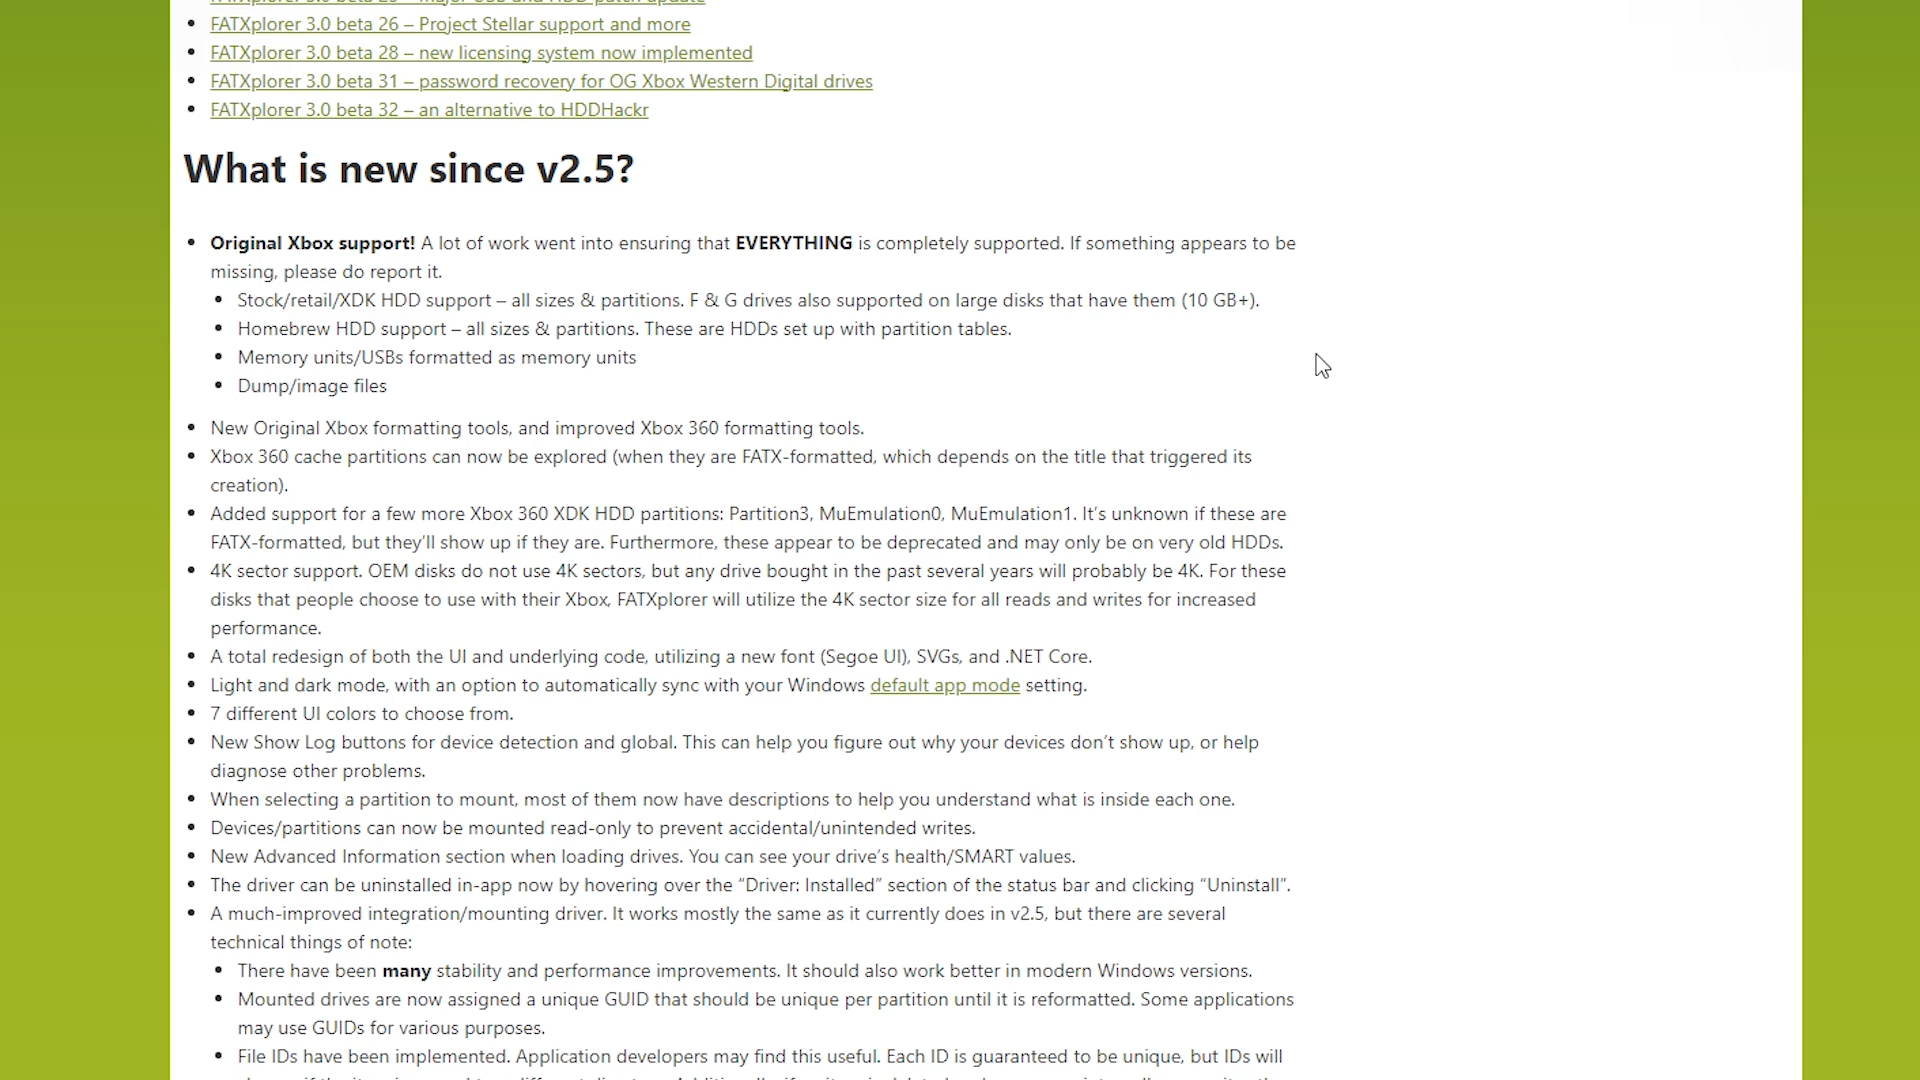 FATXplorer 3.0 beta 26 – Project Stellar support and more
FATXplorer 3.0 beta 28 – new licensing system now implemented
FATXplorer 3.0 beta 31 – password recovery for OG Xbox Western Digital drives
FATXplorer 3.0 beta 32 – an alternative to HDDHackr
What is new since v2.5?
Original Xbox support! A lot of work went into ensuring that EVERYTHING is completely supported. If something appears to be
missing, please do report it.
Stock/retail/XDK HDD support – all sizes & partitions. F & G drives also supported on large disks that have them (10 GB+).
Homebrew HDD support – all sizes & partitions. These are HDDs set up with partition tables.
Memory units/USBs formatted as memory units
Dump/image files
New Original Xbox formatting tools, and improved Xbox 360 formatting tools.
Xbox 360 cache partitions can now be explored (when they are FATX-formatted, which depends on the title that triggered its
creation).
Added support for a few more Xbox 360 XDK HDD partitions: Partition3, MuEmulation0, MuEmulation1. It's unknown if these are
FATX-formatted, but they'll show up if they are. Furthermore, these appear to be deprecated and may only be on very old HDDs.
4K sector support. OEM disks do not use 4K sectors, but any drive bought in the past several years will probably be 4K. For these
disks that people choose to use with their Xbox, FATXplorer will utilize the 4K sector size for all reads and writes for increased
performance.
A total redesign of both the UI and underlying code, utilizing a new font (Segoe UI), SVGs, and .NET Core.
Light and dark mode, with an option to automatically sync with your Windows default app mode setting.
7 different UI colors to choose from.
New Show Log buttons for device detection and global. This can help you figure out why your devices don't show up, or help
diagnose other problems.
When selecting a partition to mount, most of them now have descriptions to help you understand what is inside each one.
Devices/partitions can now be mounted read-only to prevent accidental/unintended writes.
New Advanced Information section when loading drives. You can see your drive's health/SMART values.
The driver can be uninstalled in-app now by hovering over the “Driver: Installed” section of the status bar and clicking “Uninstall”.
A much-improved integration/mounting driver. It works mostly the same as it currently does in v2.5, but there are several
technical things of note:
There have been many stability and performance improvements. It should also work better in modern Windows versions.
Mounted drives are now assigned a unique GUID that should be unique per partition until it is reformatted. Some applications
may use GUIDs for various purposes.
File IDs have been implemented. Application developers may find this useful. Each ID is guaranteed to be unique, but IDs will